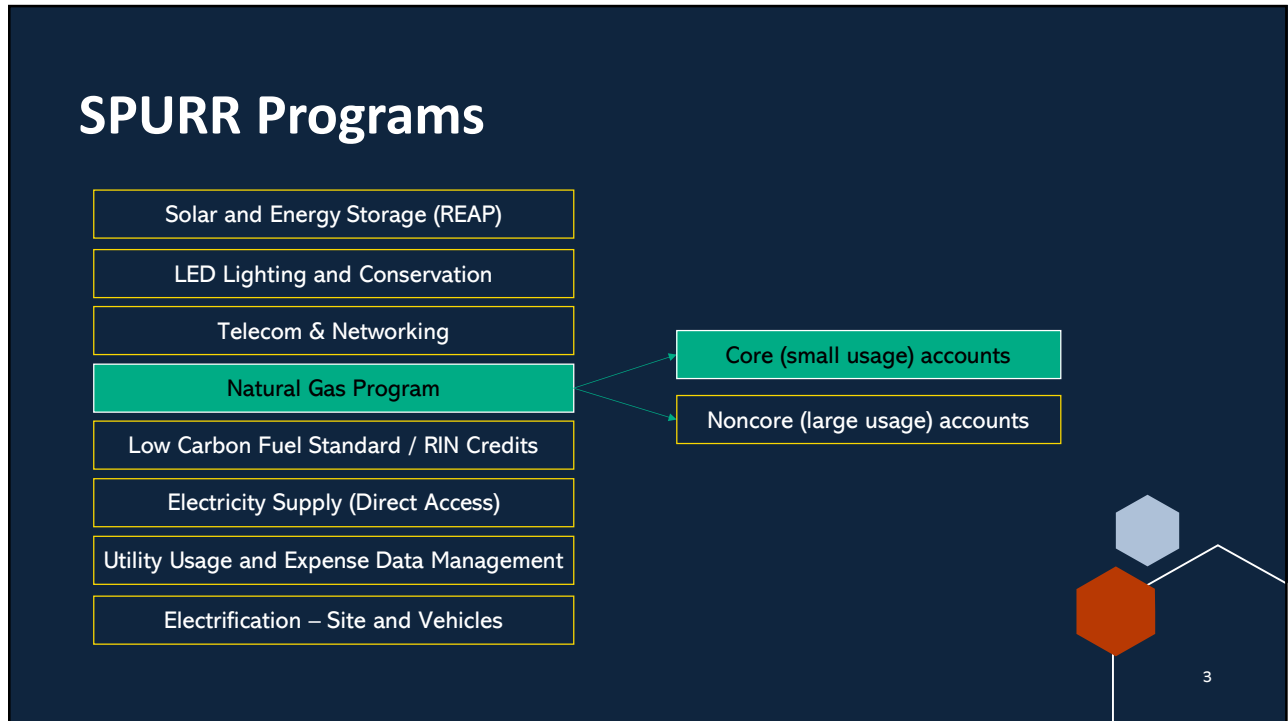 SPURR Programs
Solar and Energy Storage (REAP)
LED Lighting and Conservation
Telecom & Networking
Natural Gas Program
Low Carbon Fuel Standard / RIN Credits
Electricity Supply (Direct Access)
Utility Usage and Expense Data Management
Electrification – Site and Vehicles
Core (small usage) accounts
Noncore (large usage) accounts
3